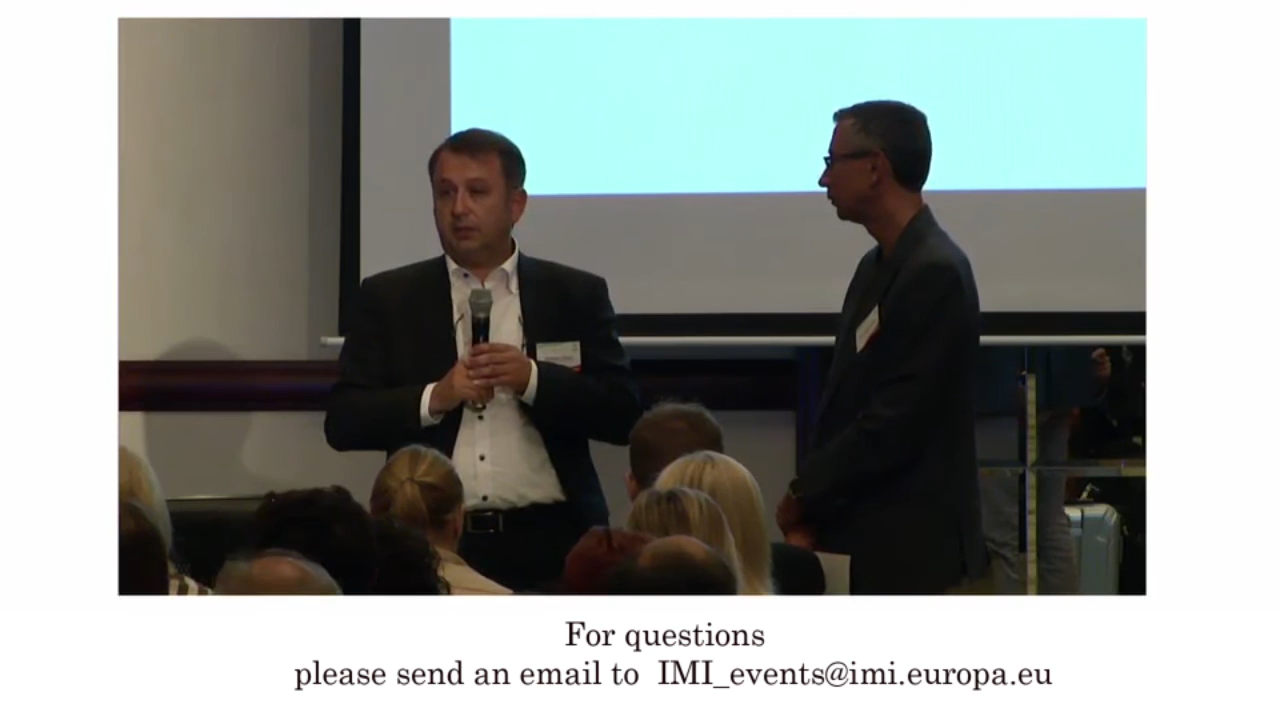 For questions
please send an email to IMI_events@imi.europa.eu